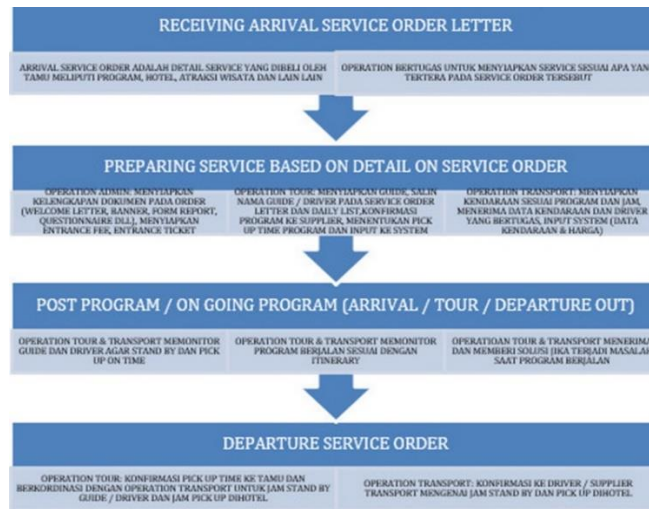 RECEIVING ARRIVAL SERVICE ORDER LETTER
ARRIVAL SERVICE ORDER ADALAH DETAIL SERVICE YANG DIBELI OLEH
TAMU MELIPUTI PROGRAM, HOTEL, ATRAKSI WISATA DAN LAIN LAIN
OPERATION BERTUGAS UNTUK MENYIAPKAN SERVICE SESUAI APA YAN
TERTERA PADA SERVICE ORDER TERSEBUT
PREPARING SERVICE BASED ON DETAIL ON SERVICE ORDER
OPERATION ADMIN: MENYIAPKAN
KELENGKAPAN DOKUMEN PADA ORDER
(WELCOME LETTER, BANNER, FORM REPORT,
QUESTIONNAIRE DLL), MENYIAPKAN
ENTRANCE FEE, ENTRANCE TICKET
OPERATION TOUR: MENYIAPKAN GUIDE, SALIN
NAMA GUIDE / DRIVER PADA SERVICE ORDER
LETTER DAN DAILY LIST,KONFIRMASI
PROGRAM KE SUPPLIER, MENENTUKAN PICK
UP TIME PROGRAM DAN INPUT KE SYSTEM
OPERATION TRANSPORT: MENYIAPKAN
KENDARAAN SESUAI PROGRAM DAN JAM,
MENERIMA DATA KENDARAAN DAN DRIVER
YANG BERTUGAS, INPUT SYSTEM (DATA
KENDARAAN & HARGA)
POST PROGRAM / ON GOING PROGRAM (ARRIVAL / TOUR / DEPARTURE OUT)
OPERATION TOUR & TRANSPORT MEMONITOR
GUIDE DAN DRIVER AGAR STAND BY DAN PICK
UP ON TIME
OPERATION TOUR & TRANSPORT MEMONITOR
PROGRAM BERJALAN SESUAI DENGAN
ITINERARY
OPERATIOAN TOUR & TRANSPORT MENERIMA
DAN MEMBERI SOLUSI JIKA TERJADI MASALAH
SAAT PROGRAM BERJALAN
DEPARTURE SERVICE ORDER
OPERATION TOUR: KONFIRMASI PICK UP TIME KE TAMU DAN
BERKORDINASI DENGAN OPERATION TRANSPORT UNTUK JAM STAND BY
GUIDE / DRIVER DAN JAM PICK UP DIHOTEL
OPERATION TRANSPORT: KONFIRMASI KE DRIVER / SUPPLIER
TRANSPORT MENGENAI JAM STAND BY DAN PICK UP DIHOTEL